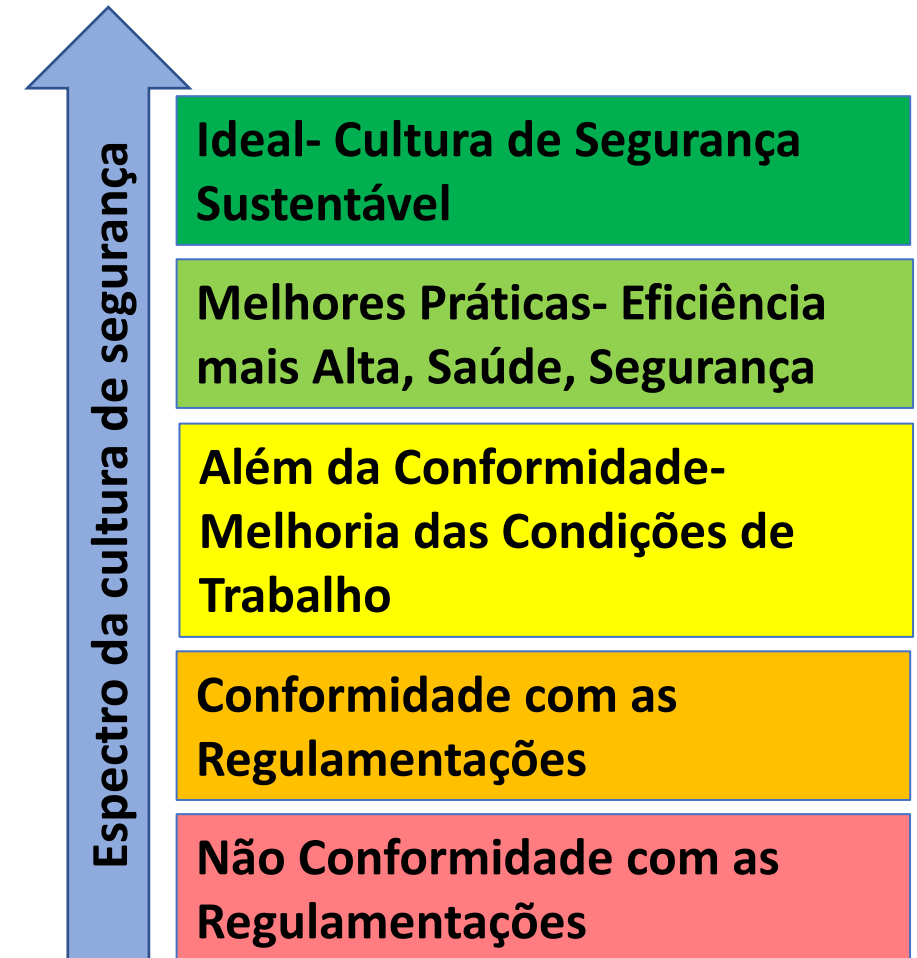 Espectro da cultura de segurança
Ideal- Cultura de Segurança
Sustentável
Melhores Práticas- Eficiência
mais Alta, Saúde, Segurança
Além da Conformidade-
Melhoria das Condições de
Trabalho
Conformidade com as
Regulamentações
Não Conformidade com as
Regulamentações